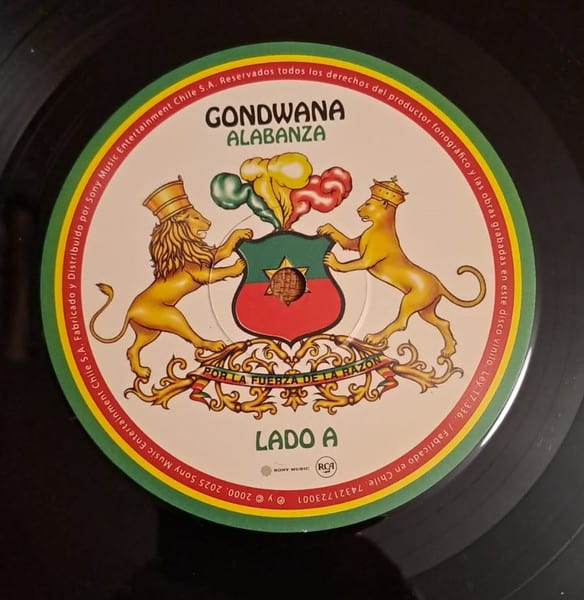 GONDWANA
ALABANZA
POR LA FUERZA DE LA RAZON
LADO A
SONY MUSIC
RCA
℗ y © 2000, 2025 Sony Music Entertainment Chile S.A. Fabricado y Distribuido por Sony Music Entertainment Chile S.A. Reservados todos los derechos del productor fonográfico y las obras grabadas en este disco vinilo. Ley 17.336. / Fabricado en Chile. 74321723001